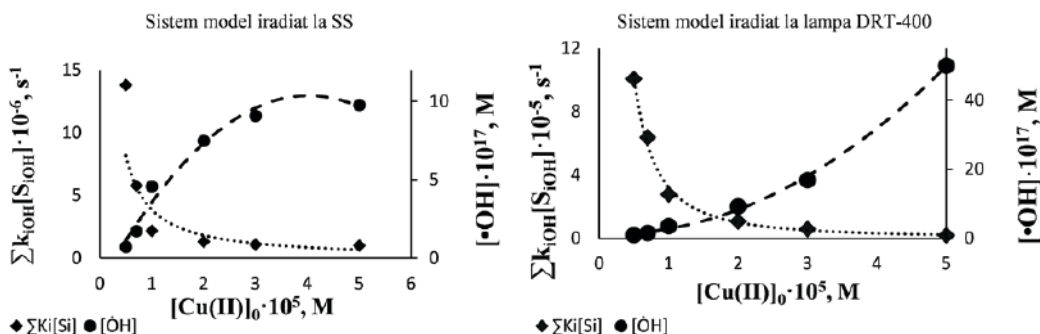 Sistem model iradiat la SS
∑k_iOH[S_iOH]·10⁻⁶, s⁻¹
15
10
5
0
0 1 2 3 4 5 6
10
5
0
[•OH]·10¹⁷, M
[Cu(II)]₀·10⁵, M
◆ ∑Ki[Si] ● [ȮH]
Sistem model iradiat la lampa DRT-400
∑k_iOH[S_iOH]·10⁻⁵, s⁻¹
12
8
4
0
0 1 2 3 4 5
40
20
0
[•OH]·10¹⁷, M
[Cu(II)]₀·10⁵, M
◆ ∑Ki[Si] ● [ȮH]